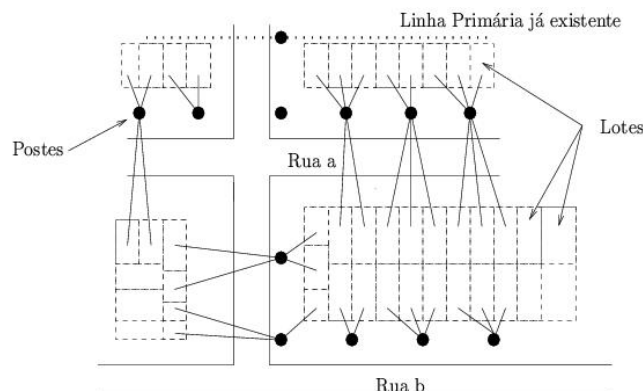 Linha Primária já existente
Lotes
Postes
Rua a
Rua b